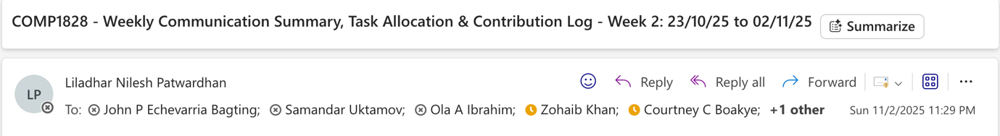 COMP1828 - Weekly Communication Summary, Task Allocation & Contribution Log - Week 2: 23/10/25 to 02/11/25 Summarize
LP Liladhar Nilesh Patwardhan Reply Reply all Forward
To: John P Echevarria Bagting; Samandar Uktamov; Ola A Ibrahim; Zohaib Khan; Courtney C Boakye; +1 other Sun 11/2/2025 11:29 PM